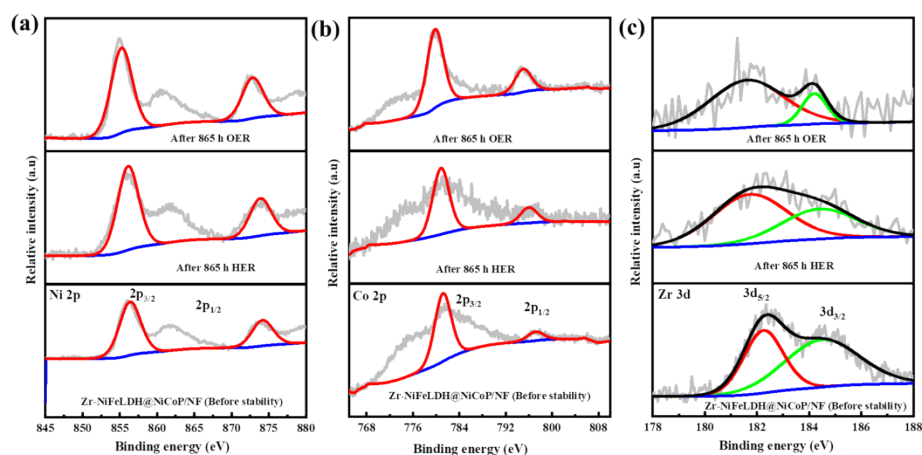 (a)
Relative intensity (a.u)
After 865 h OER
After 865 h HER
Ni 2p
2p3/2
2p1/2
Zr-NiFeLDH@NiCoP/NF (Before stability)
845 850 855 860 865 870 875 880
Binding energy (eV)
(b)
Relative intensity (a.u)
After 865 h OER
After 865 h HER
Co 2p
2p3/2
2p1/2
Zr-NiFeLDH@NiCoP/NF (Before stability)
768 776 784 792 800 808
Binding energy (eV)
(c)
Relative intensity (a.u)
After 865 h OER
After 865 h HER
Zr 3d
3d5/2
3d3/2
Zr-NiFeLDH@NiCoP/NF (Before stability)
178 180 182 184 186 188
Binding energy (eV)